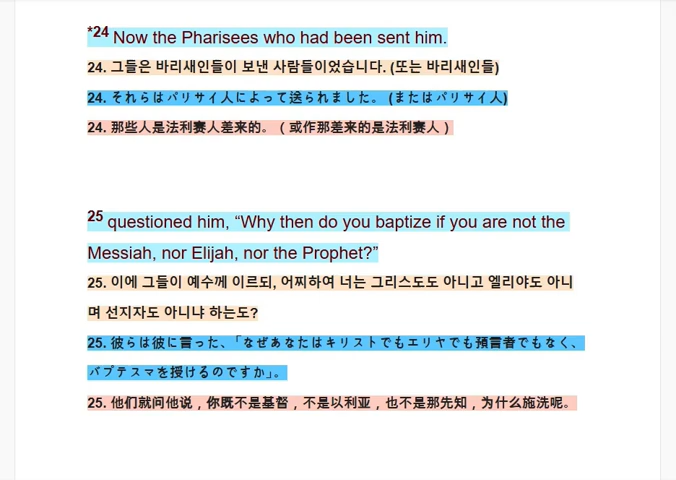 *24 Now the Pharisees who had been sent him.
24. 그들은 바리새인들이 보낸 사람들이었습니다. (또는 바리새인들)
24. それらはパリサイ人によって送られました。 (またはパリサイ人)
24. 那些人是法利赛人差来的。（或作那差来的是法利赛人）
25 questioned him, “Why then do you baptize if you are not the
Messiah, nor Elijah, nor the Prophet?”
25. 이에 그들이 예수께 이르되, 어찌하여 너는 그리스도도 아니고 엘리야도 아니
며 선지자도 아니냐 하는도?
25. 彼らは彼に言った、「なぜあなたはキリストでもエリヤでも預言者でもなく、
バプテスマを授けるのですか」。
25. 他们就问他说，你既不是基督，不是以利亚，也不是那先知，为什么施洗呢。